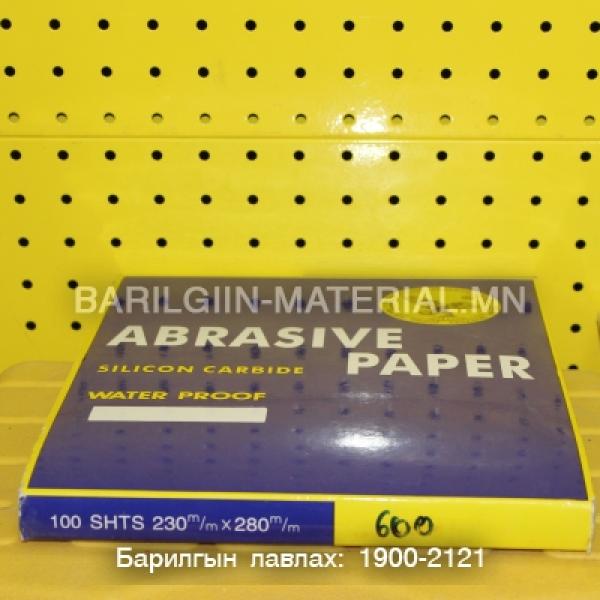 BARILGIIN-MATERIAL.MN
ABRASIVE
PAPER
SILICON CARBIDE
WATER PROOF
100 SHTS 230m/m x 280m/m
600
Барилгын лавлах: 1900-2121